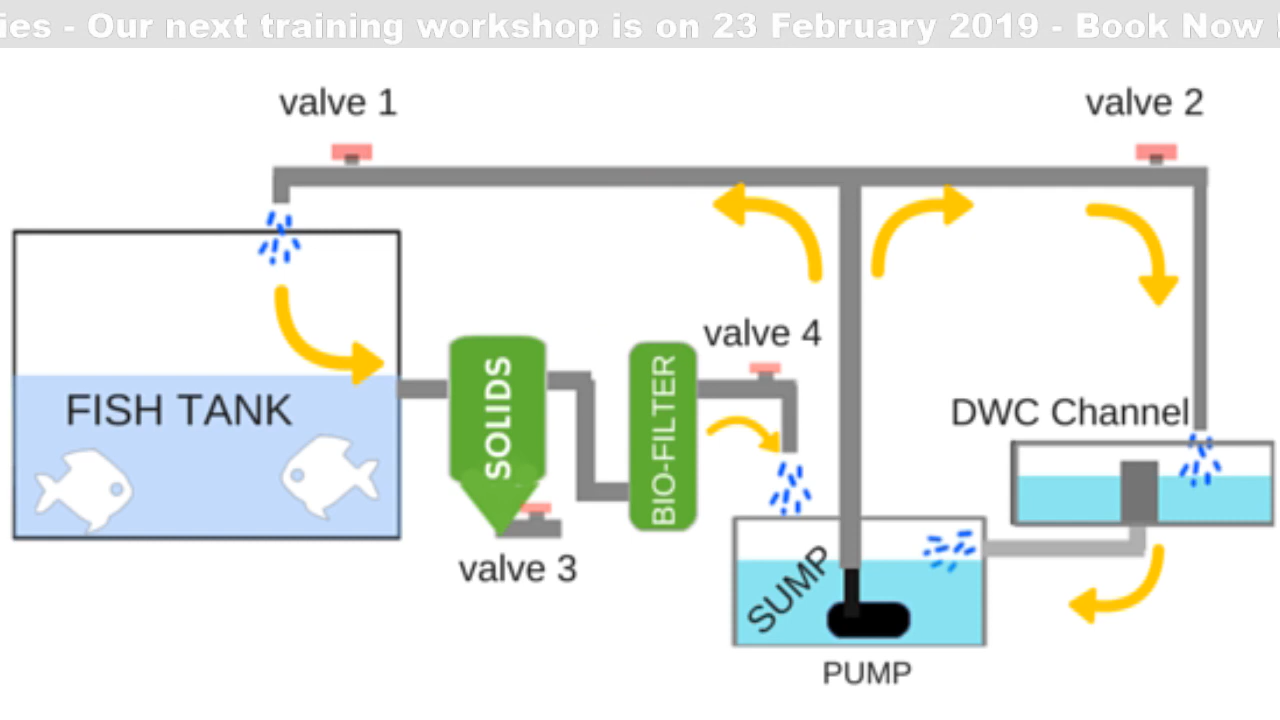 ies - Our next training workshop is on 23 February 2019 - Book Now
valve 1
valve 2
valve 4
FISH TANK
SOLIDS
BIO-FILTER
DWC Channel
valve 3
SUMP
PUMP